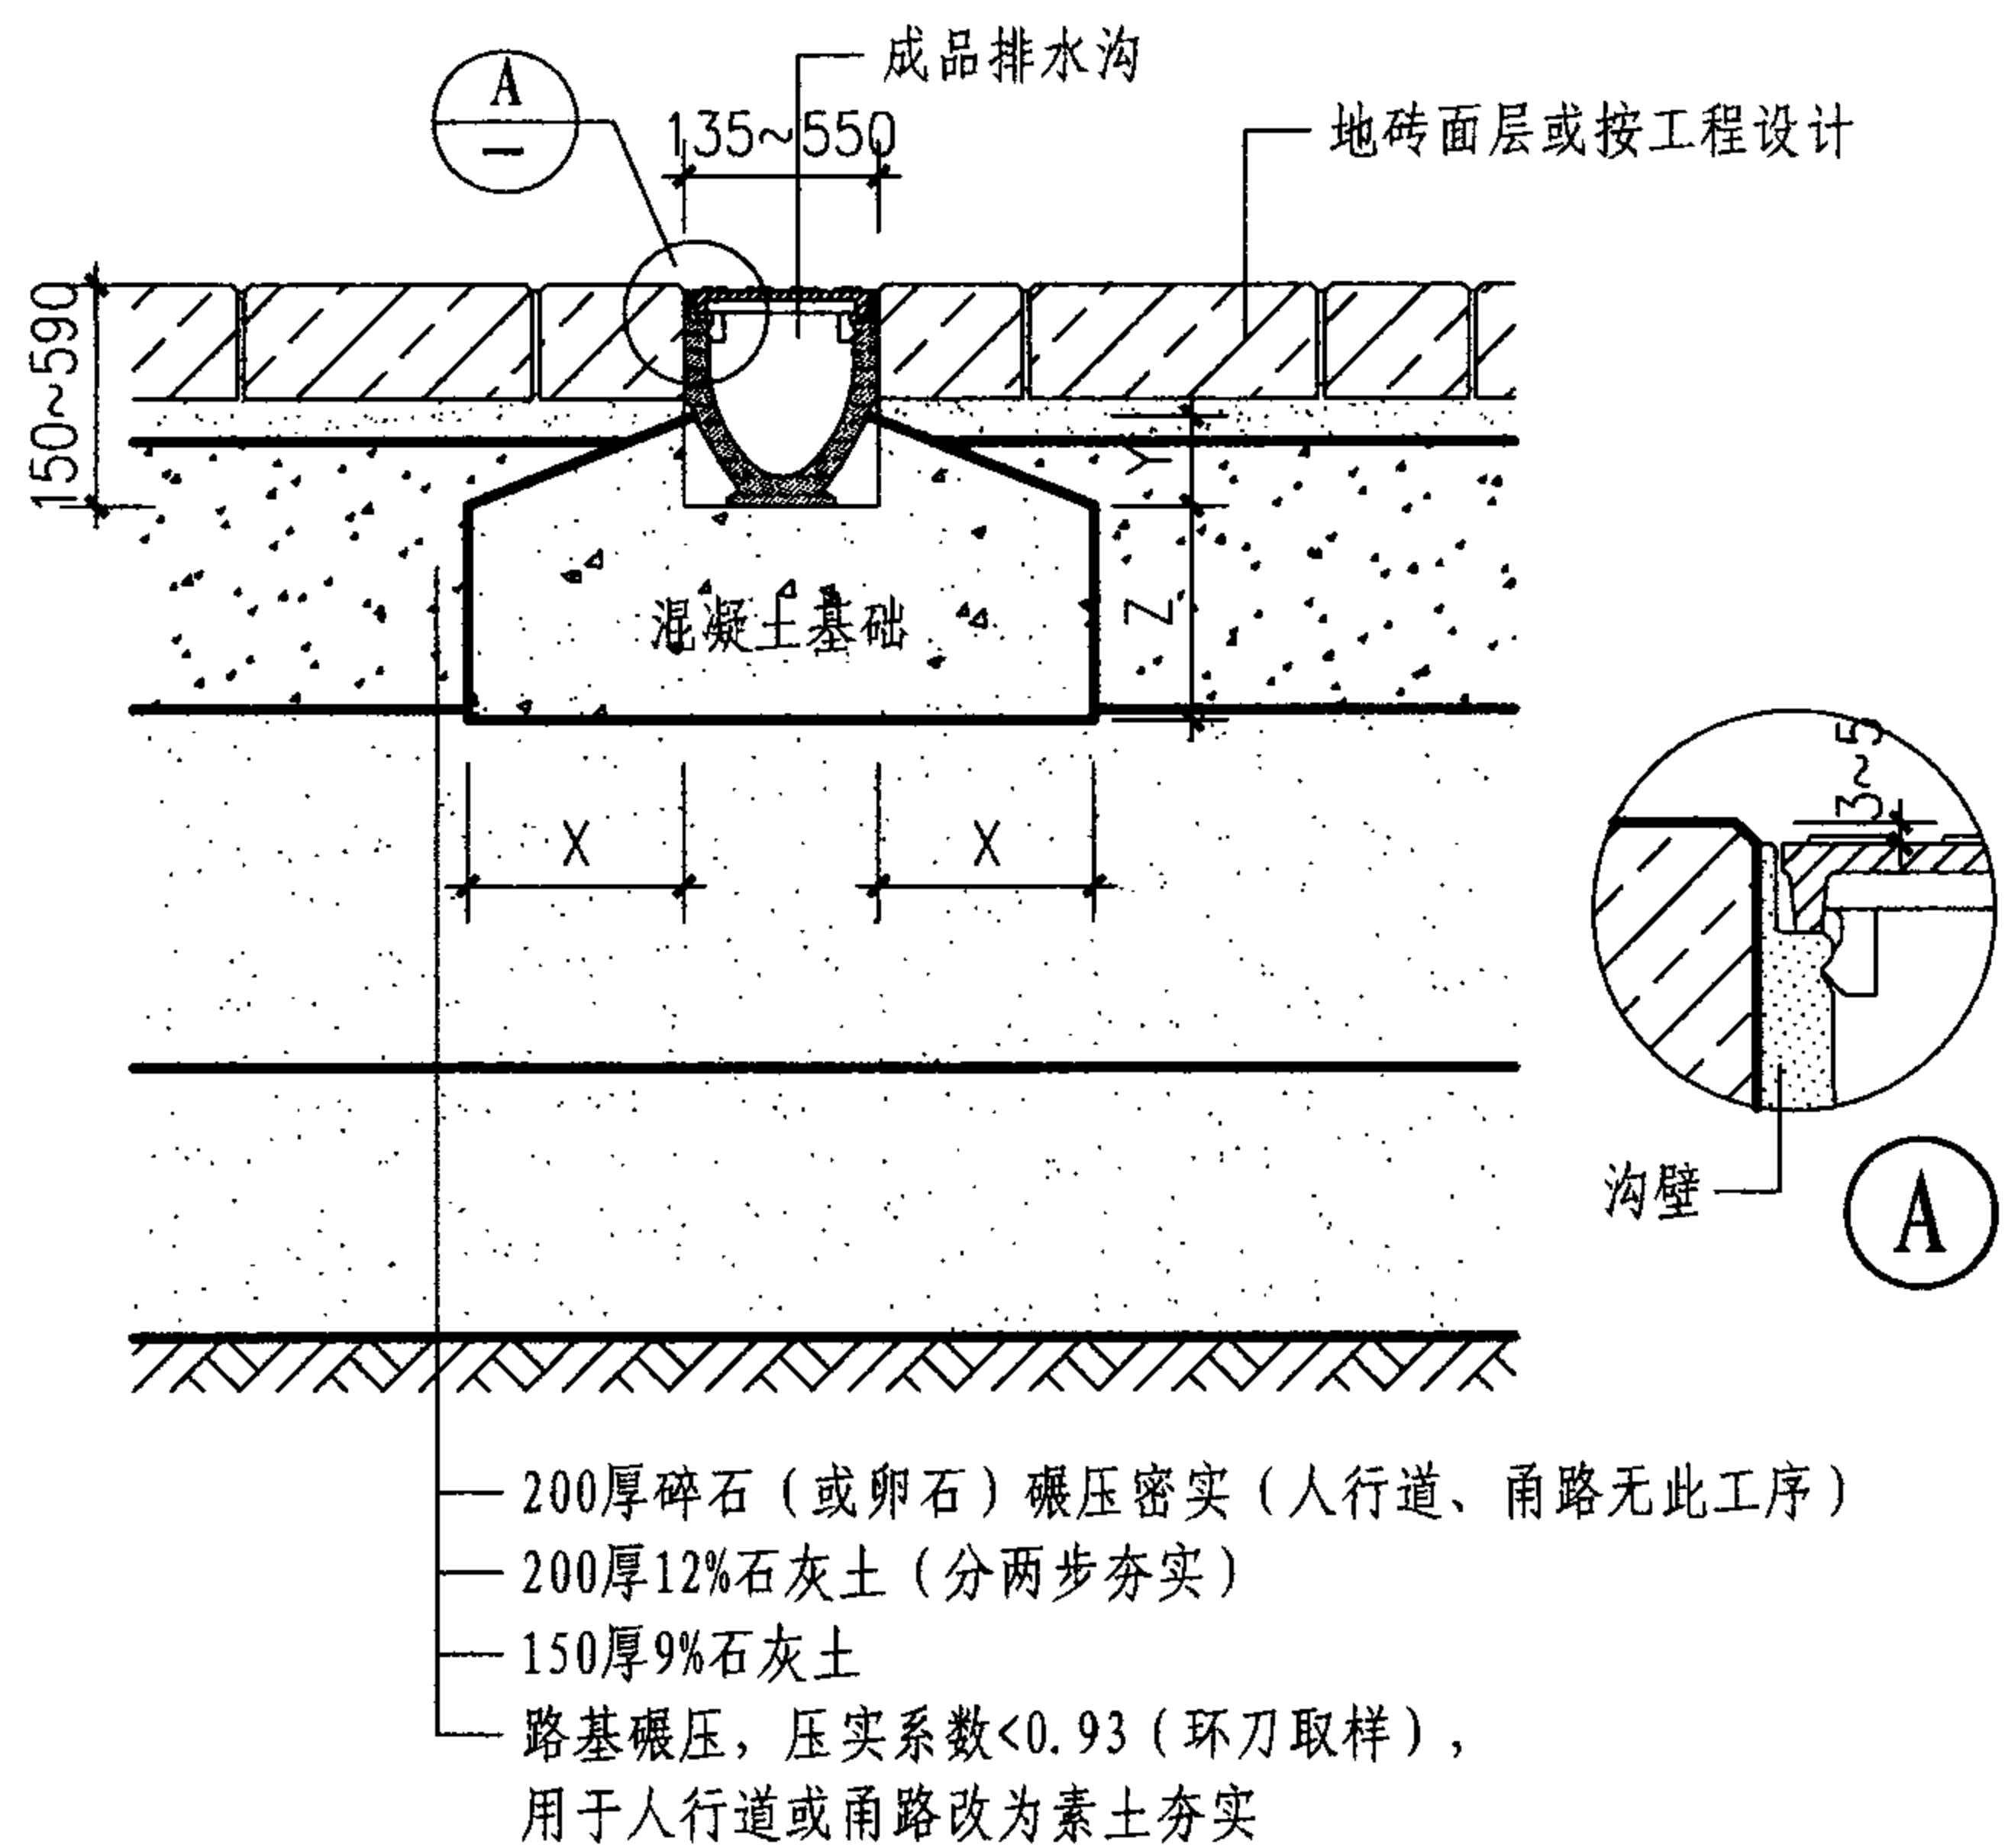 成品排水沟
A
—
135~550
地砖面层或按工程设计
150~590
Y
Z
混凝土基础
X
X
3~5
沟壁
A
200厚碎石（或卵石）碾压密实（人行道、甬路无此工序）
200厚12%石灰土（分两步夯实）
150厚9%石灰土
路基碾压，压实系数<0.93（环刀取样），
用于人行道或甬路改为素土夯实